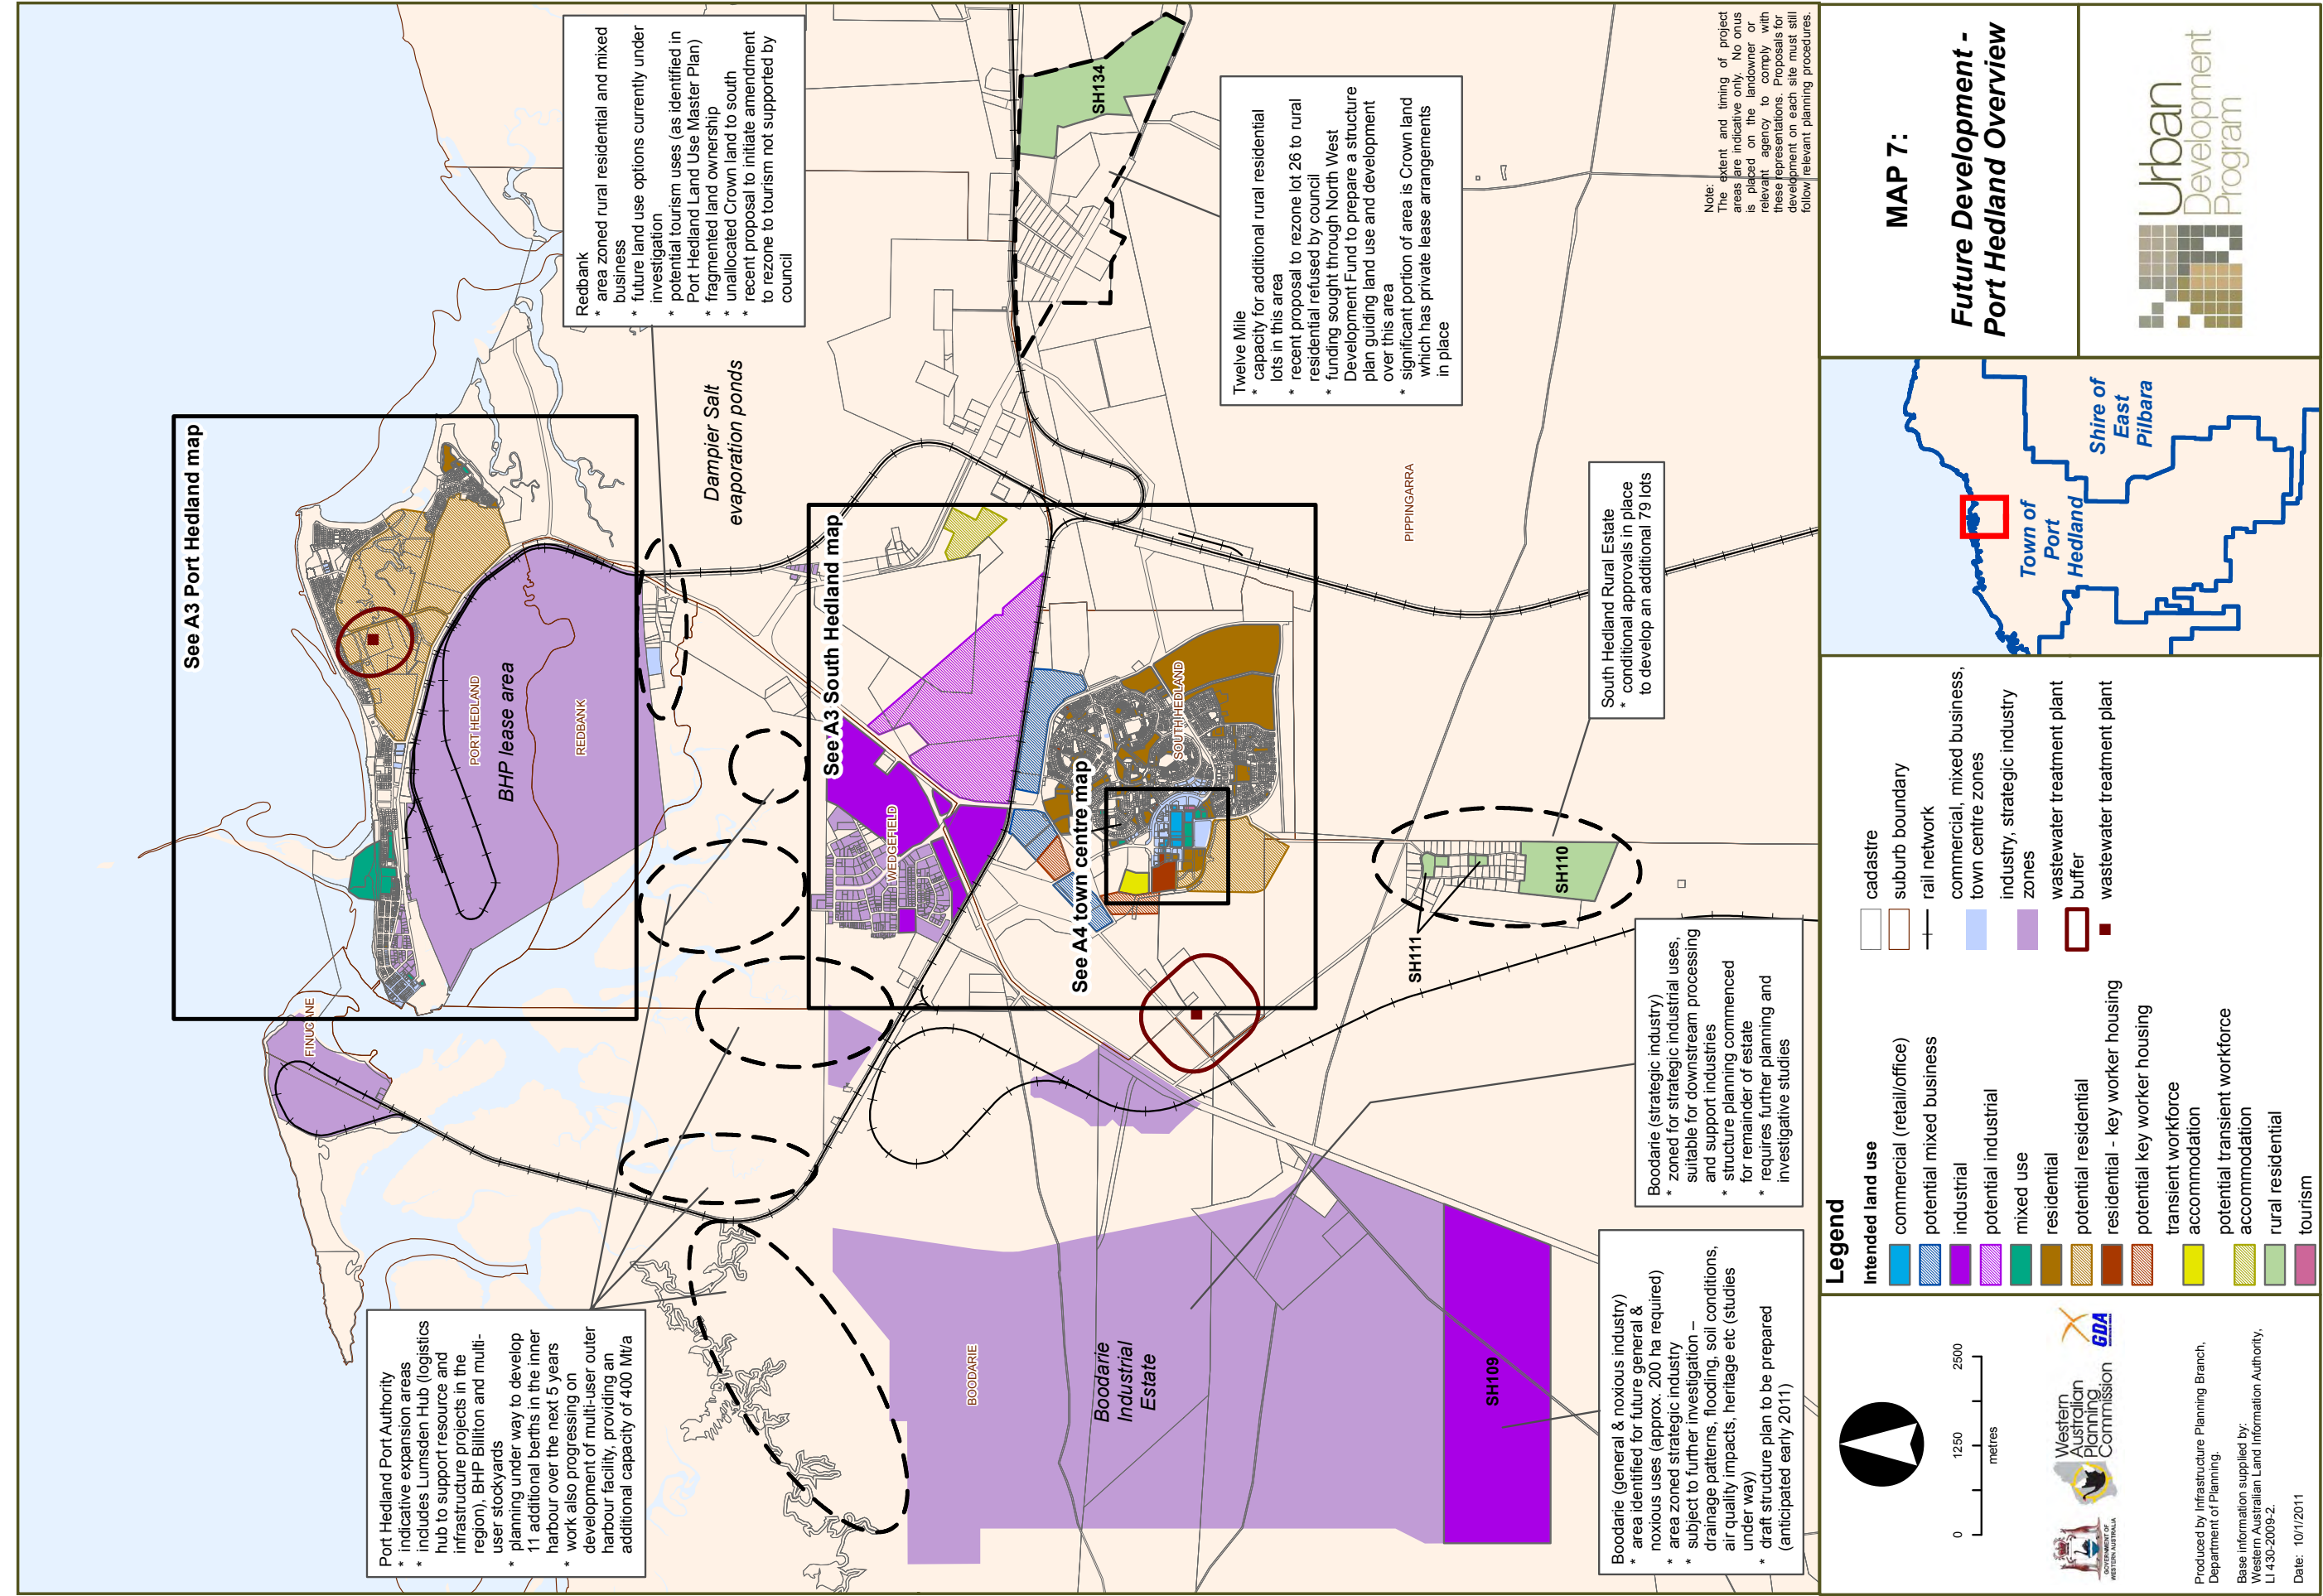 See A3 Port Hedland map
FINUCANE
PORT HEDLAND
BHP lease area
REDBANK
Dampier Salt
evaporation ponds
Redbank
* area zoned rural residential and mixed
business
* future land use options currently under
investigation
* potential tourism uses (as identified in
Port Hedland Land Use Master Plan)
* fragmented land ownership
* unallocated Crown land to south
* recent proposal to initiate amendment
to rezone to tourism not supported by
council
Port Hedland Port Authority
* indicative expansion areas
* includes Lumsden Hub (logistics
hub to support resource and
infrastructure projects in the
region), BHP Billiton and multi-
user stockyards
* planning under way to develop
11 additional berths in the inner
harbour over the next 5 years
* work also progressing on
development of multi-user outer
harbour facility, providing an
additional capacity of 400 Mt/a
See A3 South Hedland map
WEDGEFIELD
See A4 town centre map
SOUTH HEDLAND
SH134
Twelve Mile
* capacity for additional rural residential
lots in this area
* recent proposal to rezone lot 26 to rural
residential refused by council
* funding sought through North West
Development Fund to prepare a structure
plan guiding land use and development
over this area
* significant portion of area is Crown land
which has private lease arrangements
in place
BOODARIE
Boodarie
Industrial
Estate
PIPPINGARRA
SH111
SH110
SH109
South Hedland Rural Estate
* conditional approvals in place
to develop an additional 79 lots
Boodarie (strategic industry)
* zoned for strategic industrial uses,
suitable for downstream processing
and support industries
* structure planning commenced
for remainder of estate
* requires further planning and
investigative studies
Boodarie (general & noxious industry)
* area identified for future general &
noxious uses (approx. 200 ha required)
* area zoned strategic industry
* subject to further investigation –
drainage patterns, flooding, soil conditions,
air quality impacts, heritage etc (studies
under way)
* draft structure plan to be prepared
(anticipated early 2011)
Note:
The extent and timing of project
areas are indicative only. No onus
is placed on the landowner or
relevant agency to comply with
these representations. Proposals for
development on each site must still
follow relevant planning procedures.
0 1250 2500
metres
GOVERNMENT OF
WESTERN AUSTRALIA
Western
Australian
Planning
Commission
GDA
Produced by Infrastructure Planning Branch,
Department of Planning.
Base information supplied by:
Western Australian Land Information Authority,
LI 430-2009-2.
Date: 10/1/2011
Legend
Intended land use
commercial (retail/office)
potential mixed business
industrial
potential industrial
mixed use
residential
potential residential
residential - key worker housing
potential key worker housing
transient workforce
accommodation
potential transient workforce
accommodation
rural residential
tourism
cadastre
suburb boundary
rail network
commercial, mixed business,
town centre zones
industry, strategic industry
zones
wastewater treatment plant
buffer
wastewater treatment plant
Town of
Port
Hedland
Shire of
East
Pilbara
MAP 7:
Future Development -
Port Hedland Overview
Urban
Development
Program